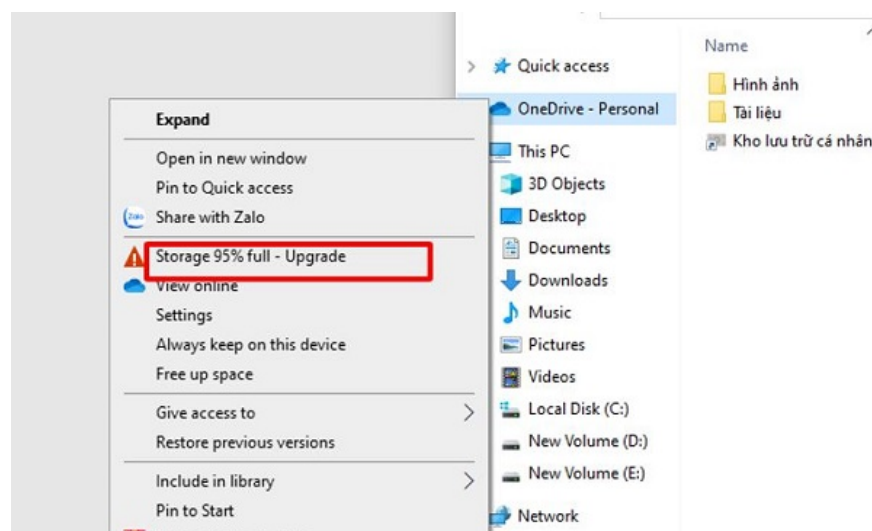 Expand
Open in new window
Pin to Quick access
Zalo
Share with Zalo
Storage 95% full - Upgrade
View online
Settings
Always keep on this device
Free up space
Give access to
Restore previous versions
Include in library
Pin to Start
Quick access
OneDrive - Personal
This PC
3D Objects
Desktop
Documents
Downloads
Music
Pictures
Videos
Local Disk (C:)
New Volume (D:)
New Volume (E:)
Network
Name
Hình ảnh
Tài liệu
Kho lưu trữ cá nhân